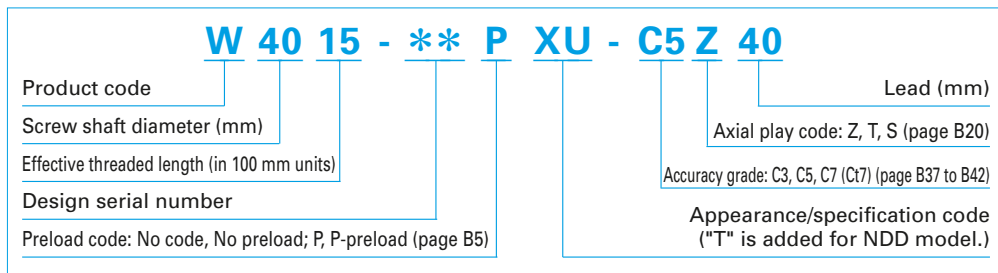 W 40 15 - ** P XU - C5 Z 40
Product code
Screw shaft diameter (mm)
Effective threaded length (in 100 mm units)
Design serial number
Preload code: No code, No preload; P, P-preload (page B5)
Lead (mm)
Axial play code: Z, T, S (page B20)
Accuracy grade: C3, C5, C7 (Ct7) (page B37 to B42)
Appearance/specification code
("T" is added for NDD model.)